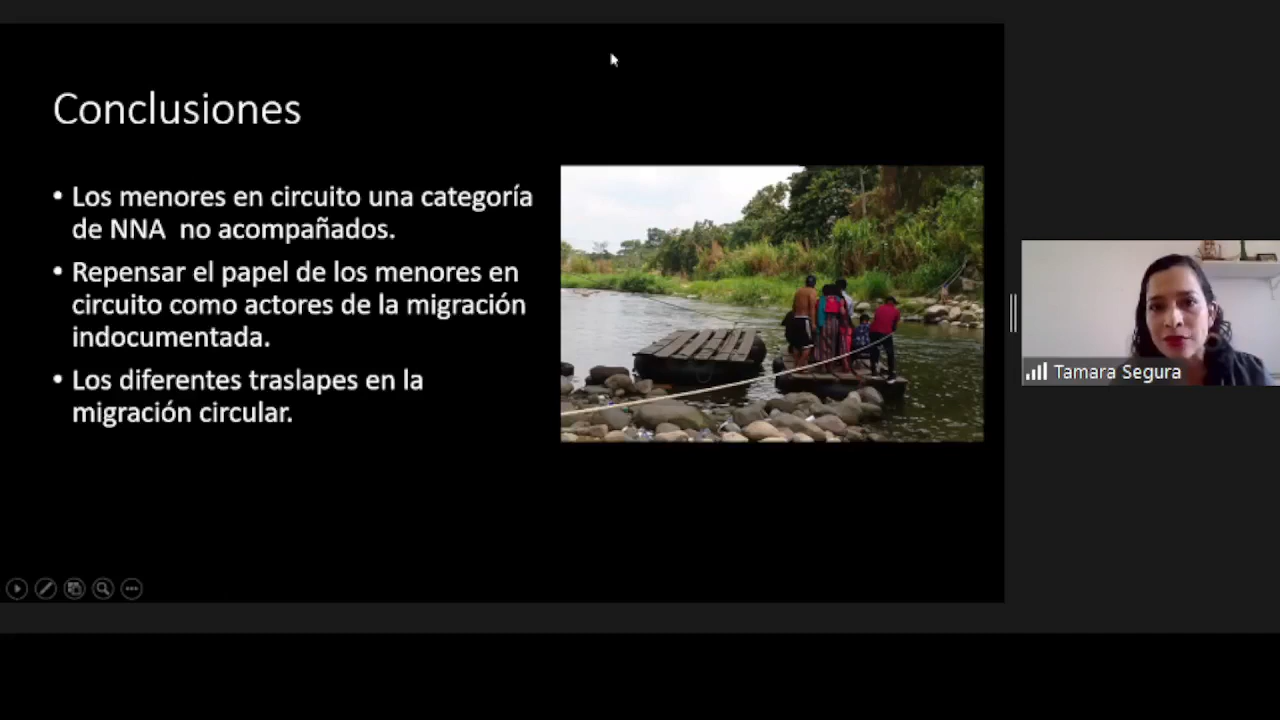 Conclusiones
• Los menores en circuito una categoría
de NNA  no acompañados.
• Repensar el papel de los menores en
circuito como actores de la migración
indocumentada.
• Los diferentes traslapes en la
migración circular.
Tamara Segura